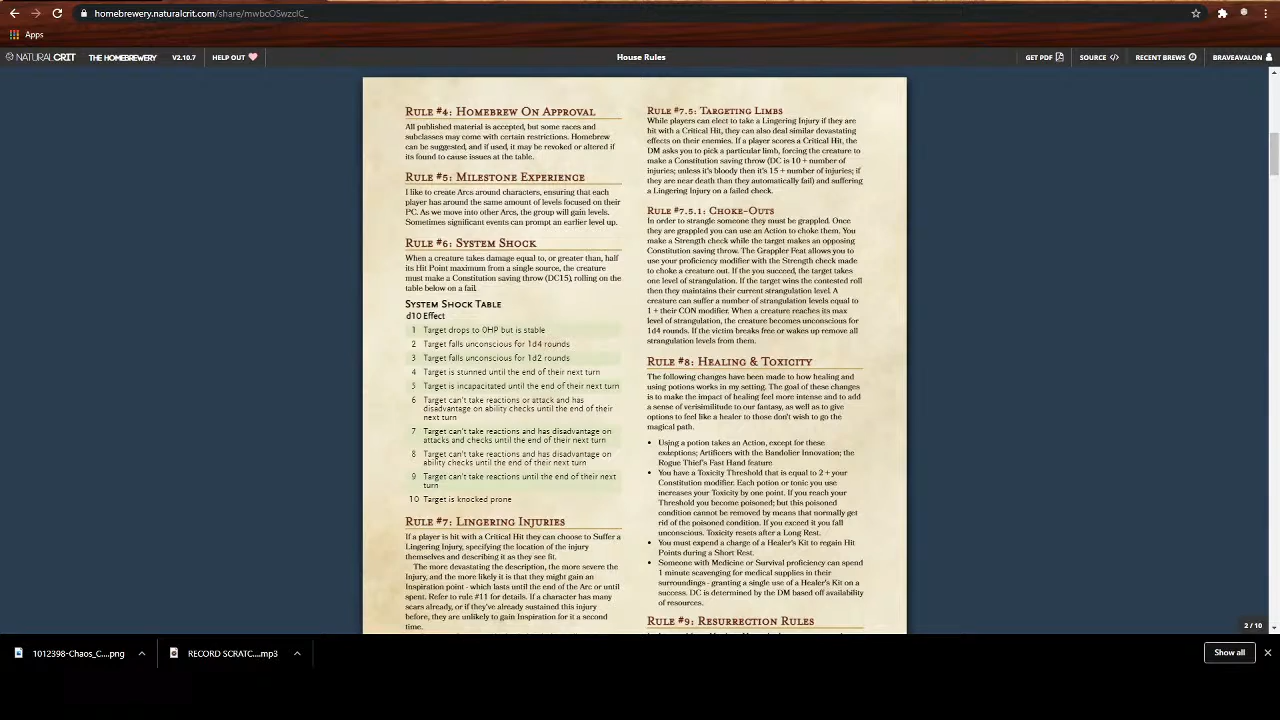 homebrewery.naturalcrit.com/share/mwbcOSwzclC_
Apps
NATURALCRIT
THE HOMEBREWERY
V2.10.7
HELP OUT
House Rules
GET PDF
SOURCE </>
RECENT BREWS
BRAVEAVALON
RULE #4: HOMEBREW ON APPROVAL
All published material is accepted, but some races and
subclasses may come with certain restrictions. Homebrew
can be suggested, and if used, it may be revoked or altered if
its found to cause issues at the table.
RULE #5: MILESTONE EXPERIENCE
I like to create Arcs around characters, ensuring that each
player has around the same amount of levels focused on their
PC. As we move into other Arcs, the group will gain levels.
Sometimes significant events can prompt an earlier level up.
RULE #6: SYSTEM SHOCK
When a creature takes damage equal to, or greater than, half
its Hit Point maximum from a single source, the creature
must make a Constitution saving throw (DC15), rolling on the
table below on a fail.
SYSTEM SHOCK TABLE
d10 Effect
1 Target drops to 0HP but is stable
2 Target falls unconscious for 1d4 rounds
3 Target falls unconscious for 1d2 rounds
4 Target is stunned until the end of their next turn
5 Target is incapacitated until the end of their next turn
6 Target can't take reactions or attack and has
disadvantage on ability checks until the end of their
next turn
7 Target can't take reactions and has disadvantage on
attacks and checks until the end of their next turn
8 Target can't take reactions and has disadvantage on
ability checks until the end of their next turn
9 Target can't take reactions until the end of their next
turn
10 Target is knocked prone
RULE #7: LINGERING INJURIES
If a player is hit with a Critical Hit they can choose to Suffer a
Lingering Injury, specifying the location of the injury
themselves and describing it as they see fit.
The more devastating the description, the more severe the
Injury, and the more likely it is that they might gain an
Inspiration point - which lasts until the end of the Arc or until
spent. Refer to rule #11 for details. If a character has many
scars already, or if they've already sustained this injury
before, they are unlikely to gain Inspiration for it a second
time.
RULE #7.5: TARGETING LIMBS
While players can elect to take a Lingering Injury if they are
hit with a Critical Hit, they can also deal similar devastating
effects on their enemies. If a player scores a Critical Hit, the
DM asks you to pick a particular limb, forcing the creature to
make a Constitution saving throw (DC is 10 + number of
injuries; unless it's bloody then it's 15 + number of injuries; if
they are near death than they automatically fail) and suffering
a Lingering Injury on a failed check.
RULE #7.5.1: CHOKE-OUTS
In order to strangle someone they must be grappled. Once
they are grappled you can use an Action to choke them. You
make a Strength check while the target makes an opposing
Constitution saving throw. The Grappler Feat allows you to
use your proficiency modifier with the Strength check made
to choke a creature out. If the you succeed, the target takes
one level of strangulation. If the target wins the contested roll
then they maintains their current strangulation level. A
creature can suffer a number of strangulation levels equal to
1 + their CON modifier. When a creature reaches its max
level of strangulation, the creature becomes unconscious for
1d4 rounds. If the victim breaks free or wakes up remove all
strangulation levels from them.
RULE #8: HEALING & TOXICITY
The following changes have been made to how healing and
using potions works in my setting. The goal of these changes
is to make the impact of healing feel more intense and to add
a sense of verisimilitude to our fantasy, as well as to give
options to feel like a healer to those don't wish to go the
magical path.
• Using a potion takes an Action, except for these
exeptions; Artificers with the Bandolier Innovation; the
Rogue Thief's Fast Hand feature
• You have a Toxicity Threshold that is equal to 2 + your
Constitution modifier. Each potion or tonic you use
increases your Toxicity by one point. If you reach your
Threshold you become poisoned; but this poisoned
condition cannot be removed by means that normally get
rid of the poisoned condition. If you exceed it you fall
unconscious. Toxicity resets after a Long Rest.
• You must expend a charge of a Healer's Kit to regain Hit
Points during a Short Rest.
• Someone with Medicine or Survival proficiency can spend
1 minute scavenging for medical supplies in their
surroundings - granting a single use of a Healer's Kit on a
success. DC is determined by the DM based off availability
of resources.
RULE #9: RESURRECTION RULES
2 / 10
1012398-Chaos_C....png
RECORD SCRATC....mp3
Show all